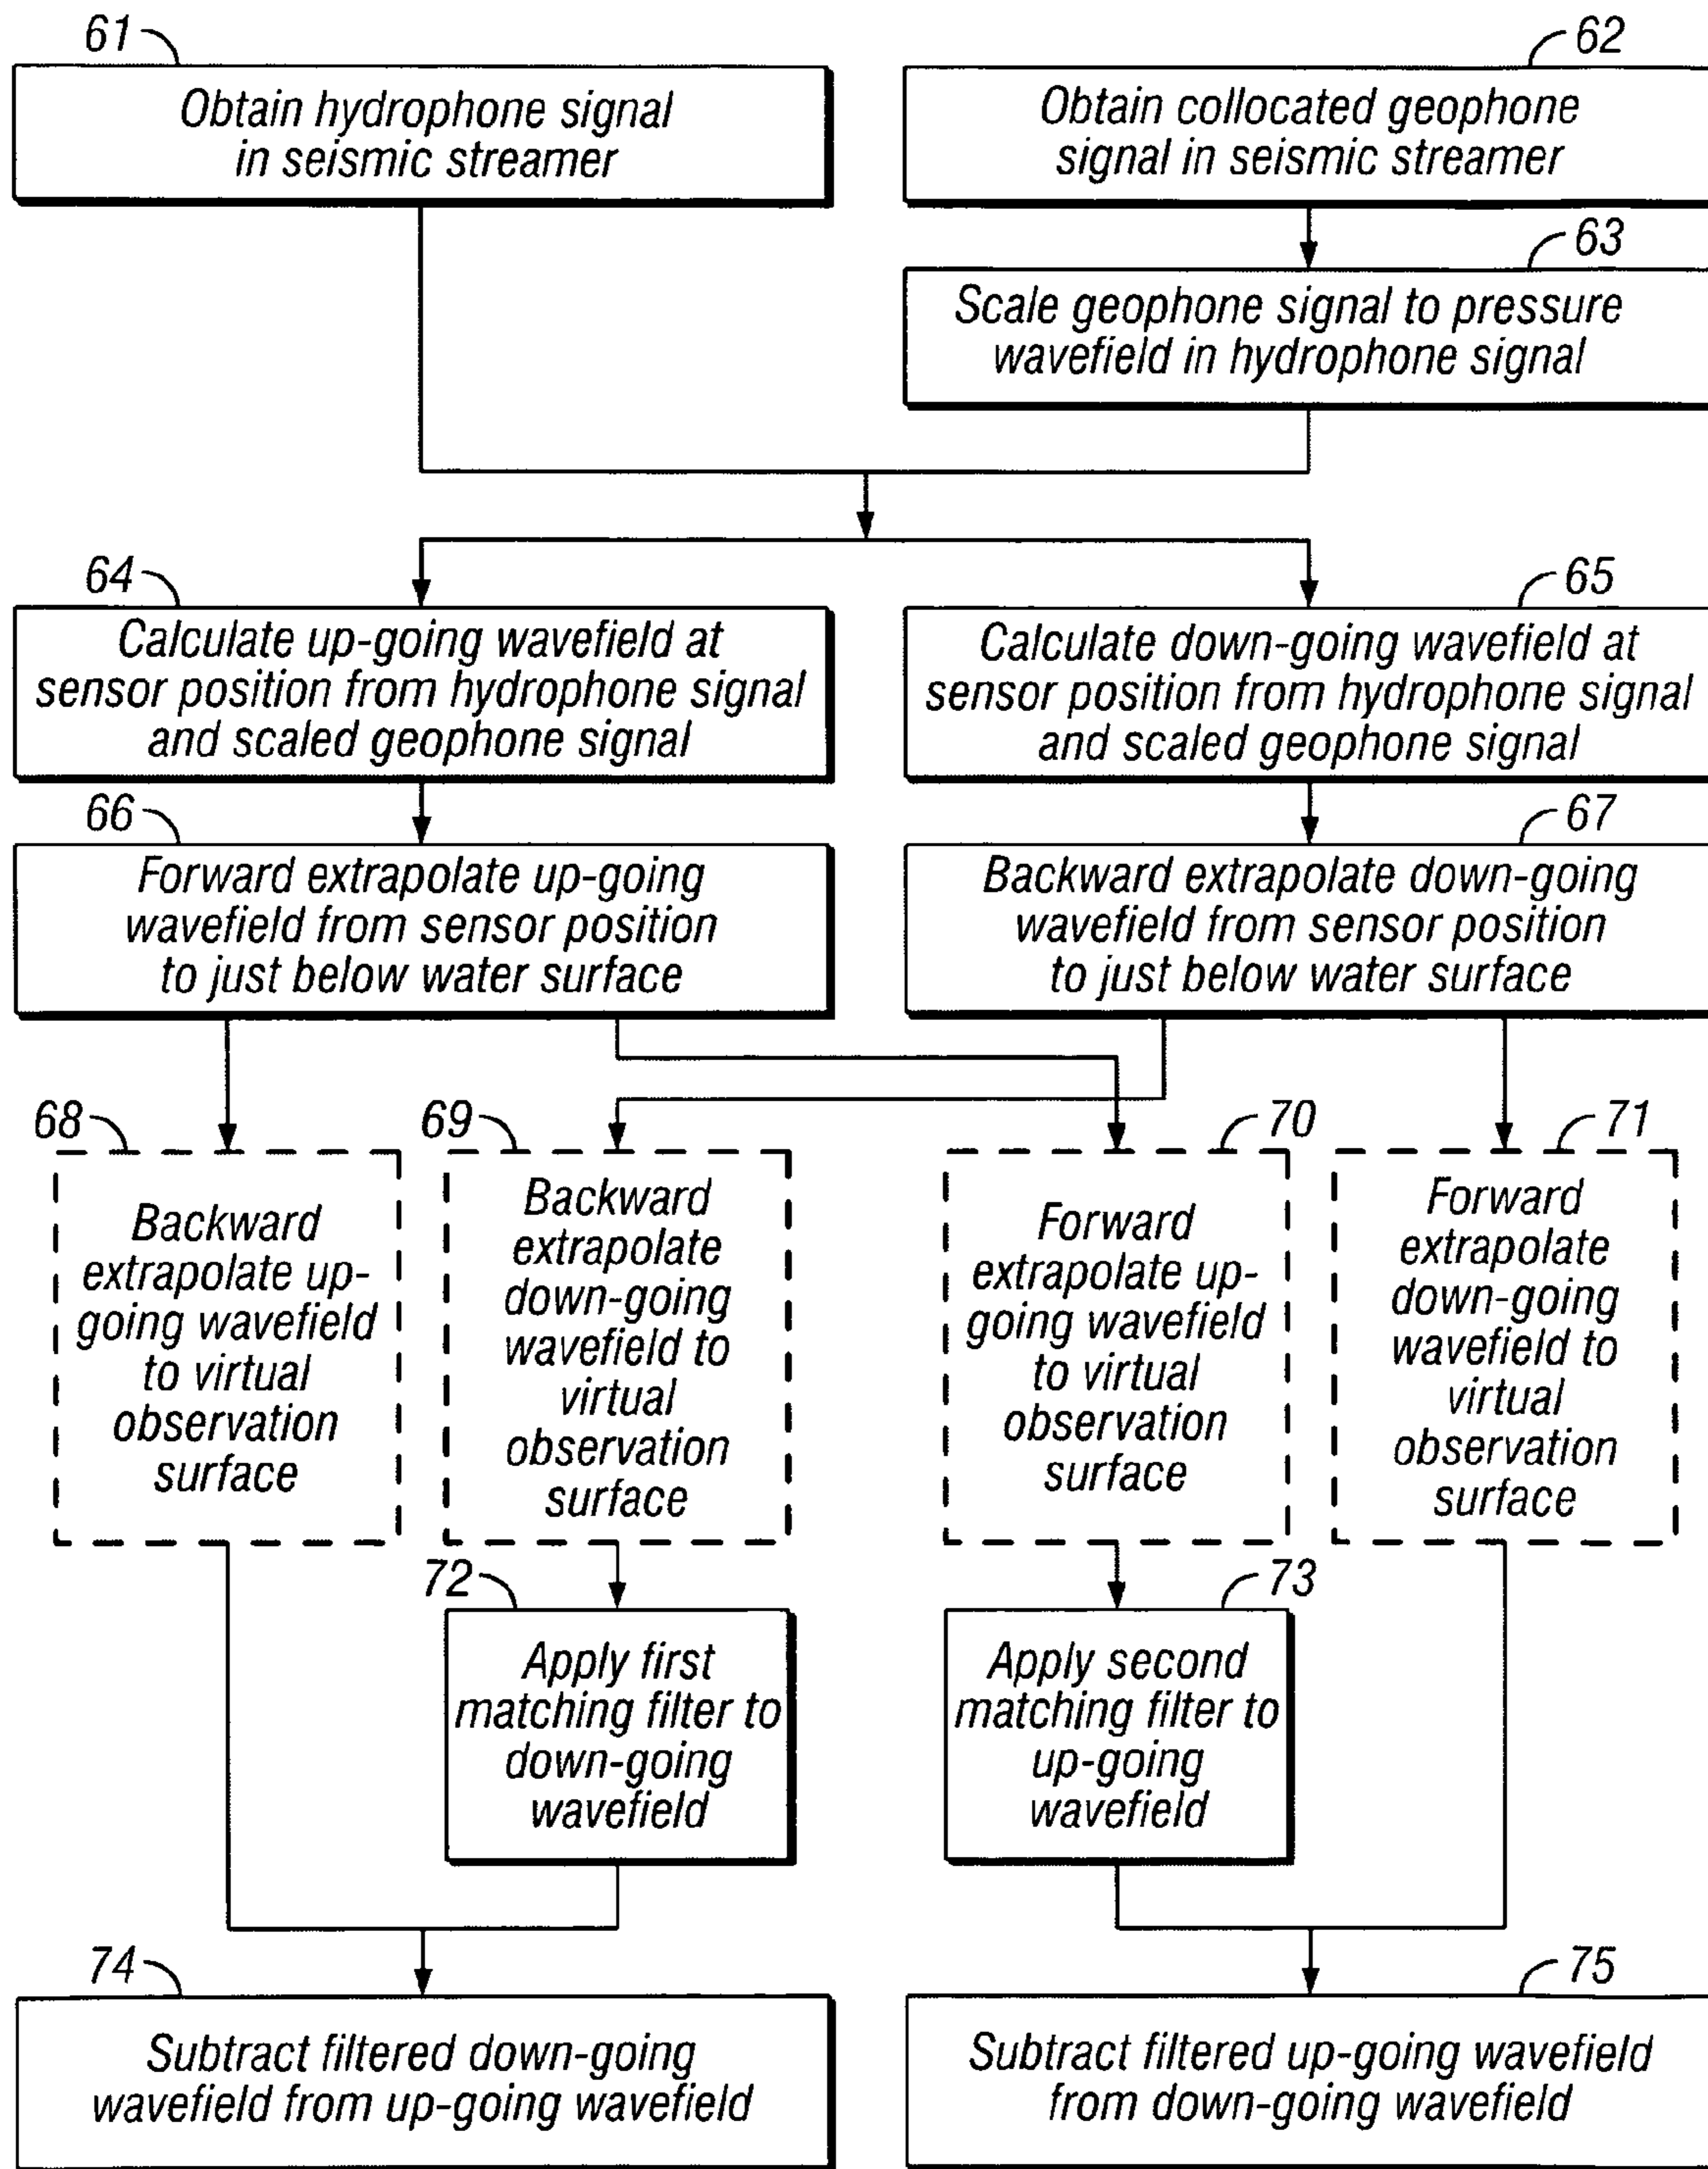 61
Obtain hydrophone signal
in seismic streamer
62
Obtain collocated geophone
signal in seismic streamer
63
Scale geophone signal to pressure
wavefield in hydrophone signal
64
Calculate up-going wavefield at
sensor position from hydrophone signal
and scaled geophone signal
65
Calculate down-going wavefield at
sensor position from hydrophone signal
and scaled geophone signal
66
Forward extrapolate up-going
wavefield from sensor position
to just below water surface
67
Backward extrapolate down-going
wavefield from sensor position
to just below water surface
68
Backward
extrapolate up-
going wavefield
to virtual
observation
surface
69
Backward
extrapolate
down-going
wavefield to
virtual
observation
surface
70
Forward
extrapolate up-
going wavefield
to virtual
observation
surface
71
Forward
extrapolate
down-going
wavefield to
virtual
observation
surface
72
Apply first
matching filter to
down-going
wavefield
73
Apply second
matching filter to
up-going
wavefield
74
Subtract filtered down-going
wavefield from up-going wavefield
75
Subtract filtered up-going wavefield
from down-going wavefield